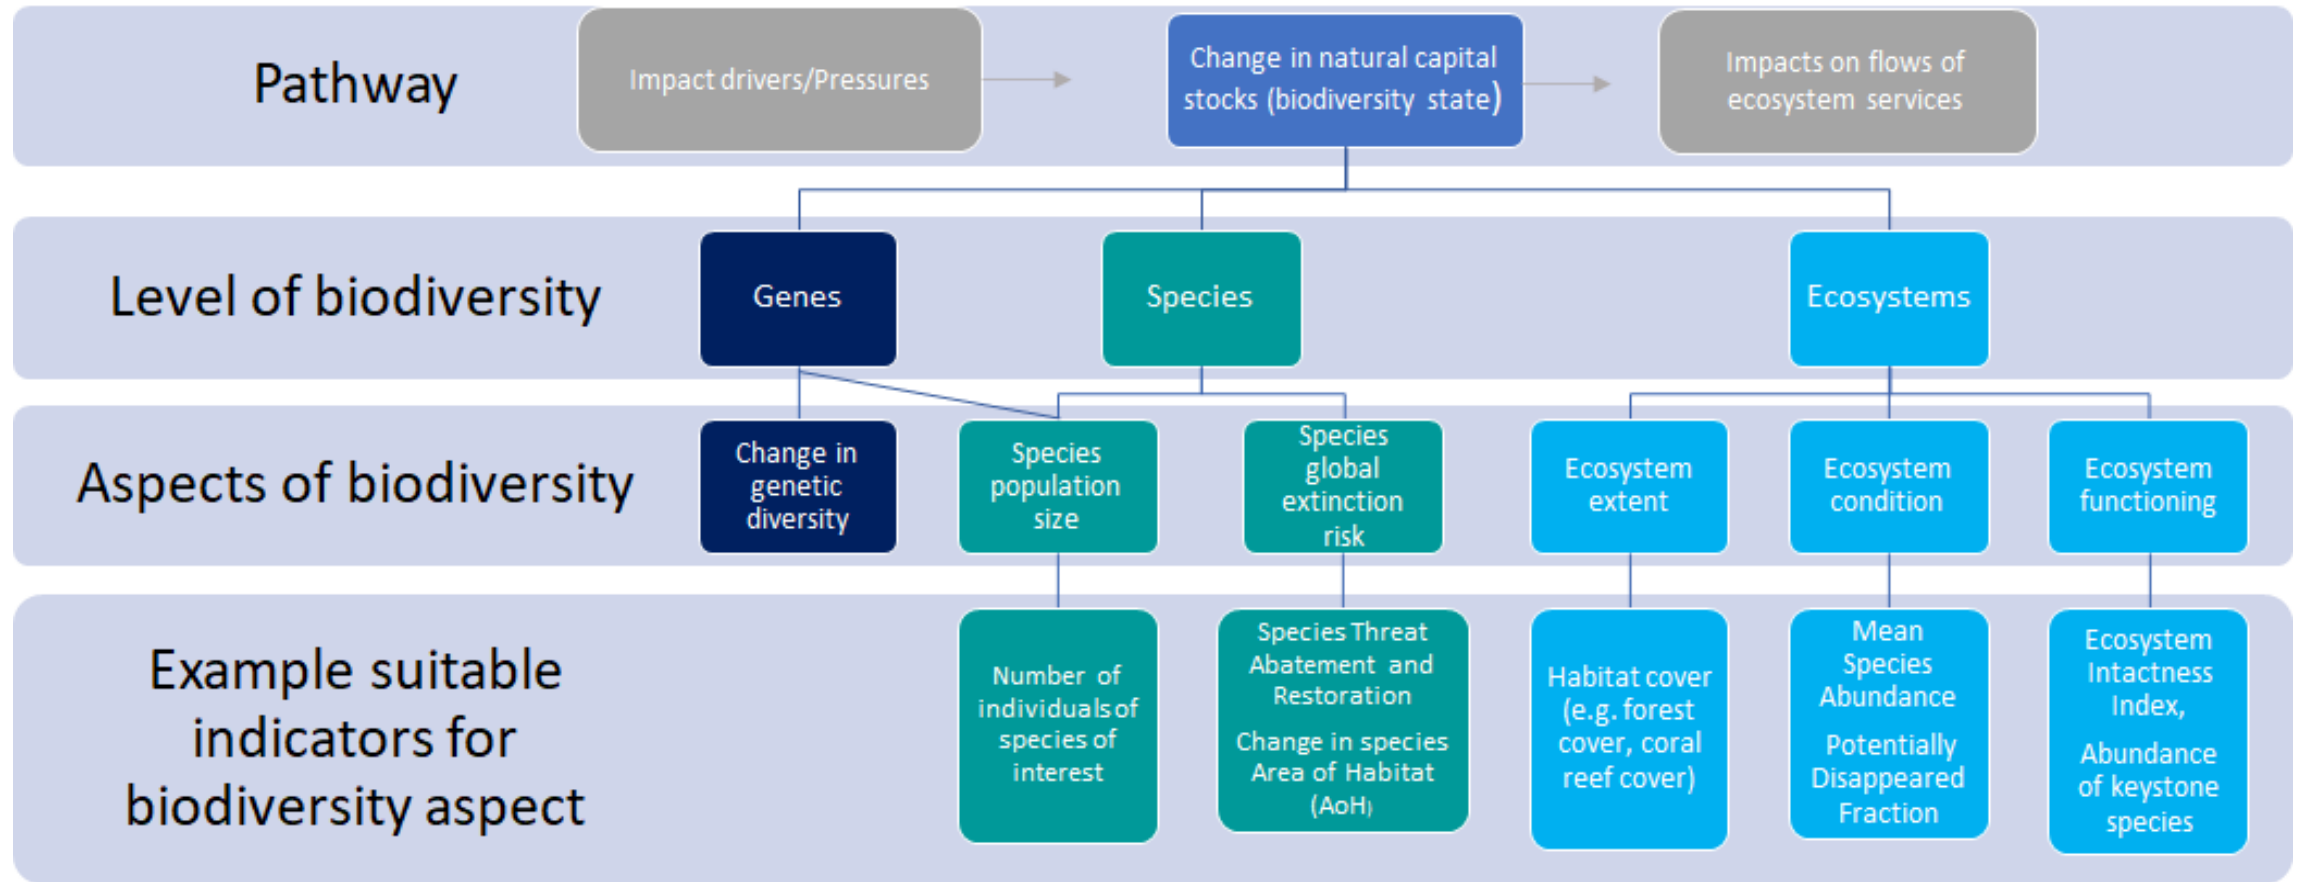 Pathway
Impact drivers/Pressures
Change in natural capital
stocks (biodiversity state)
Impacts on flows of
ecosystem services
Level of biodiversity
Genes
Species
Ecosystems
Aspects of biodiversity
Change in
genetic
diversity
Species
population
size
Species
global
extinction
risk
Ecosystem
extent
Ecosystem
condition
Ecosystem
functioning
Example suitable
indicators for
biodiversity aspect
Number of
individuals of
species of
interest
Species Threat
Abatement and
Restoration
Change in species
Area of Habitat
(AoH)
Habitat cover
(e.g. forest
cover, coral
reef cover)
Mean
Species
Abundance
Potentially
Disappeared
Fraction
Ecosystem
Intactness
Index,
Abundance
of keystone
species